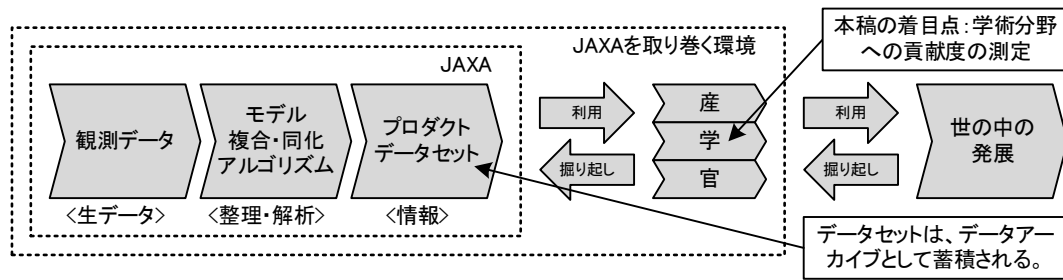 JAXAを取り巻く環境
本稿の着目点：学術分野
への貢献度の測定
JAXA
観測データ
モデル
複合・同化
アルゴリズム
プロダクト
データセット
利用
掘り起し
産
学
官
利用
掘り起し
世の中の
発展
<生データ>
<整理・解析>
<情報>
データセットは、データアー
カイブとして蓄積される。